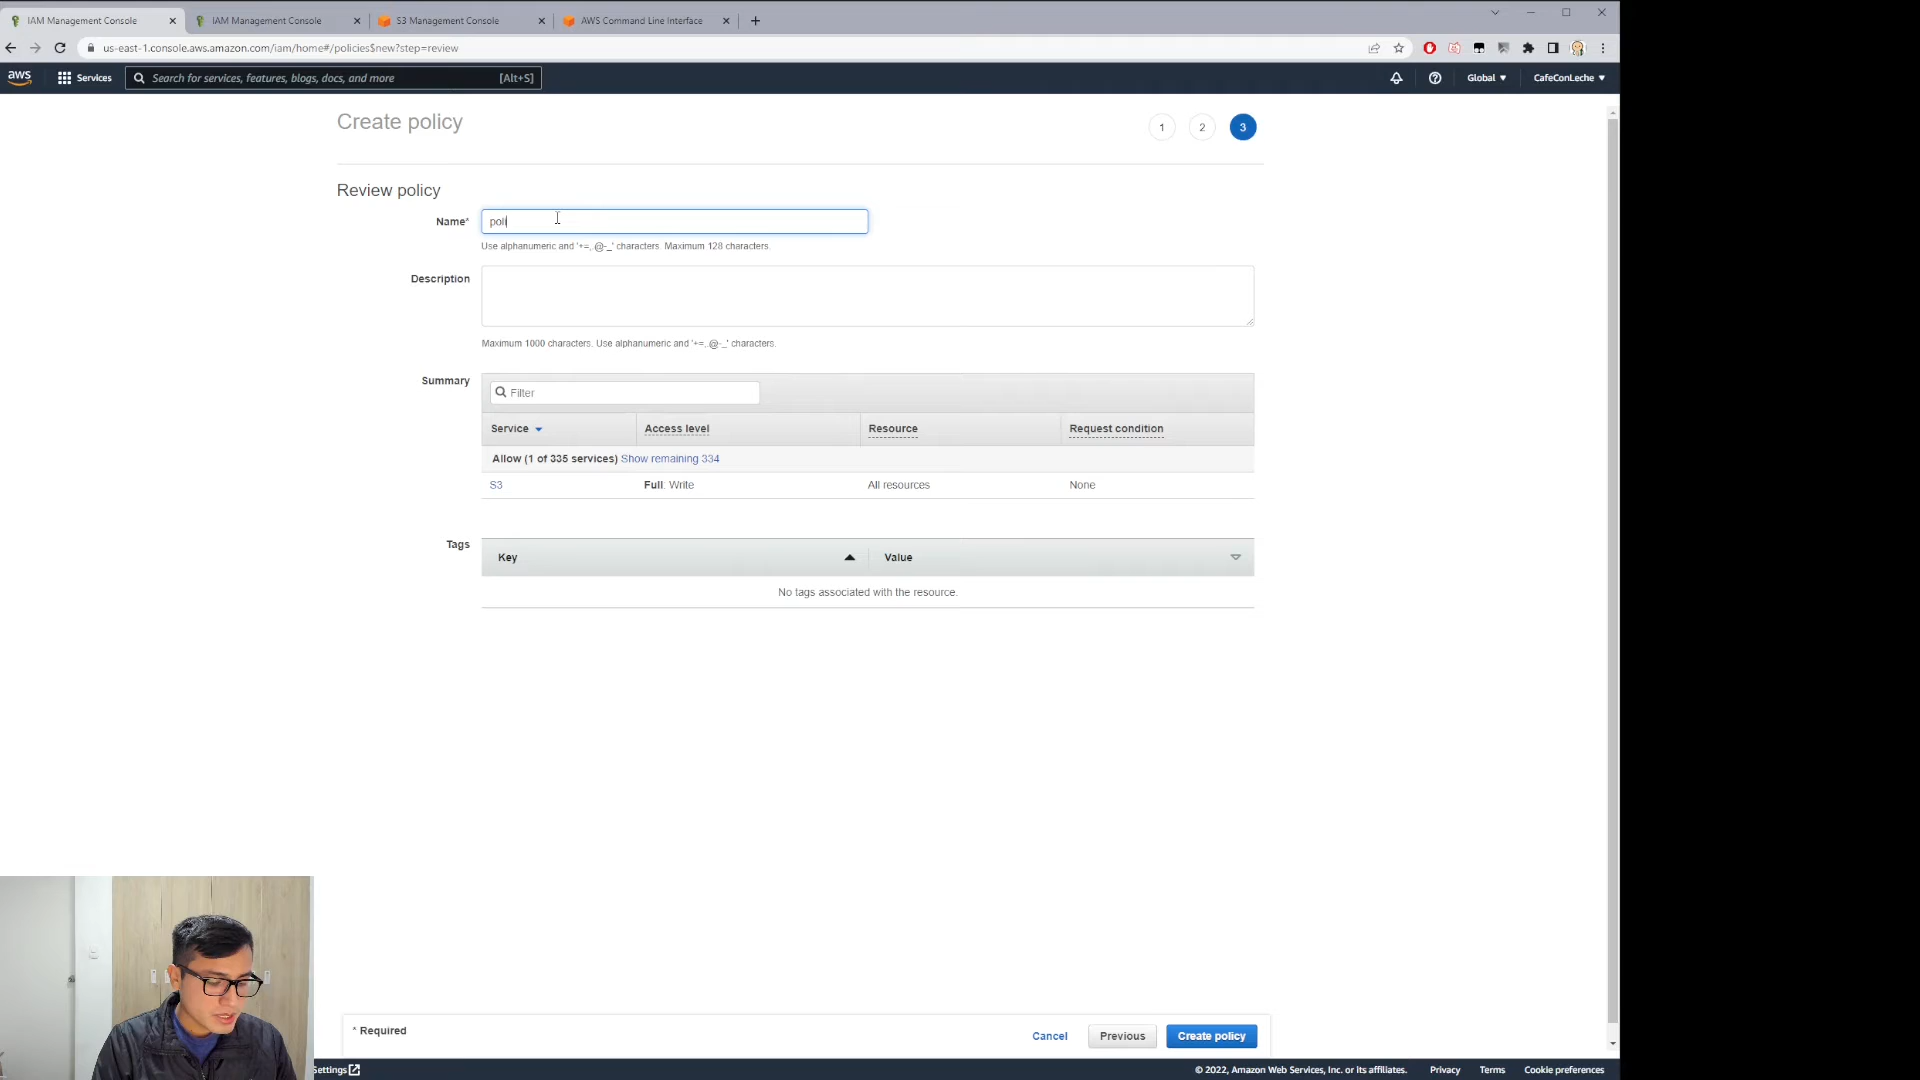 IAM Management Console
IAM Management Console
S3 Management Console
AWS Command Line Interface
us-east-1.console.aws.amazon.com/iam/home#/policies$new?step=review
aws
Services
Search for services, features, blogs, docs, and more
[Alt+S]
Global
CafeConLeche
Create policy
1
2
3
Review policy
Name*
poli
Use alphanumeric and '+=,.@-_' characters. Maximum 128 characters.
Description
Maximum 1000 characters. Use alphanumeric and '+=,.@-_' characters.
Summary
Filter
Service
Access level
Resource
Request condition
Allow (1 of 335 services) Show remaining 334
S3
Full: Write
All resources
None
Tags
Key
Value
No tags associated with the resource.
* Required
Cancel
Previous
Create policy
Settings
© 2022, Amazon Web Services, Inc. or its affiliates.
Privacy
Terms
Cookie preferences